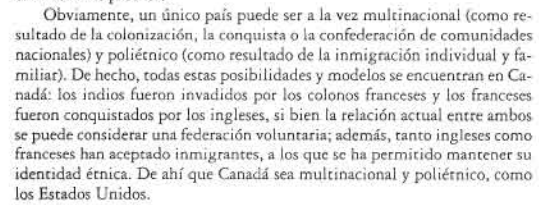 Obviamente, un único país puede ser a la vez multinacional (como re-
sultado de la colonización, la conquista o la confederación de comunidades
nacionales) y poliétnico (como resultado de la inmigración individual y fa-
miliar). De hecho, todas estas posibilidades y modelos se encuentran en Ca-
nadá: los indios fueron invadidos por los colonos franceses y los franceses
fueron conquistados por los ingleses, si bien la relación actual entre ambos
se puede considerar una federación voluntaria; además, tanto ingleses como
franceses han aceptado inmigrantes, a los que se ha permitido mantener su
identidad étnica. De ahí que Canadá sea multinacional y poliétnico, como
los Estados Unidos.